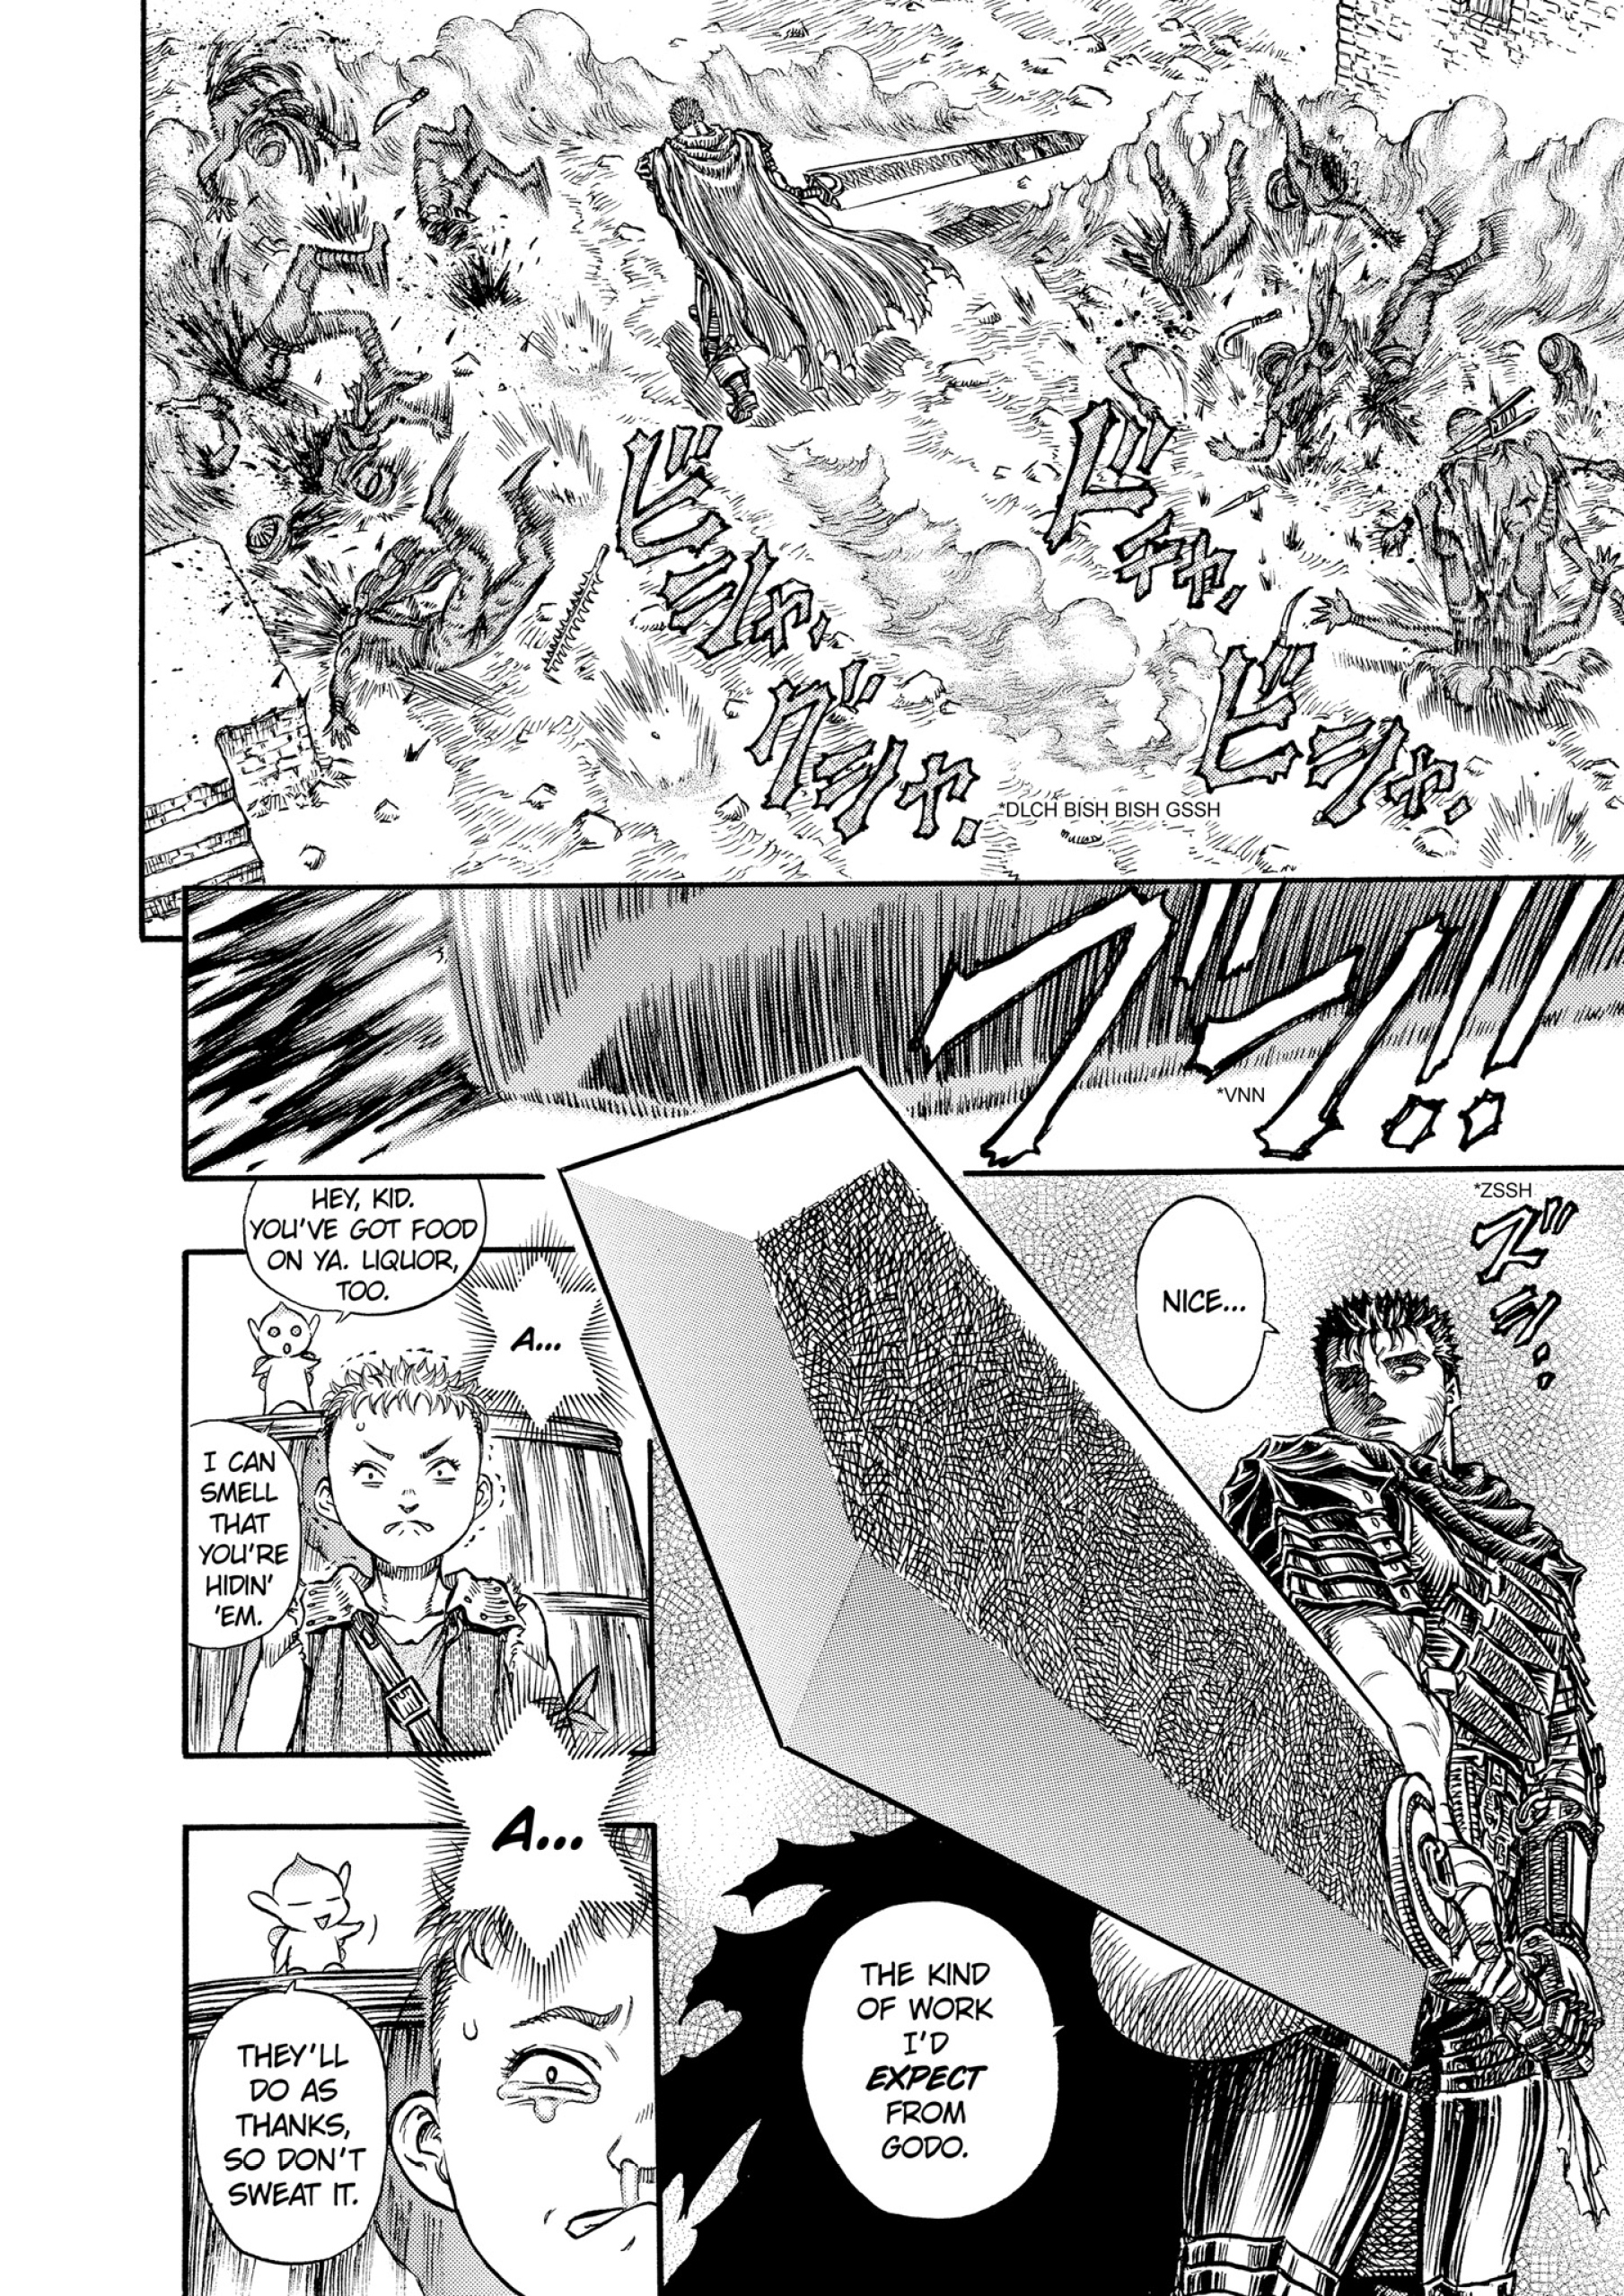 ドチャ、
ビシャ、
ビシャ、
グシャ、
*DLCH BISH BISH GSSH
ブン!!
*VNN
*ZSSH
ズシ…
NICE...
THE KIND
OF WORK
I'D
EXPECT
FROM
GODO.
A...
HEY, KID.
YOU'VE GOT FOOD
ON YA. LIQUOR,
TOO.
I CAN
SMELL
THAT
YOU'RE
HIDIN'
'EM.
A...
THEY'LL
DO AS
THANKS,
SO DON'T
SWEAT IT.